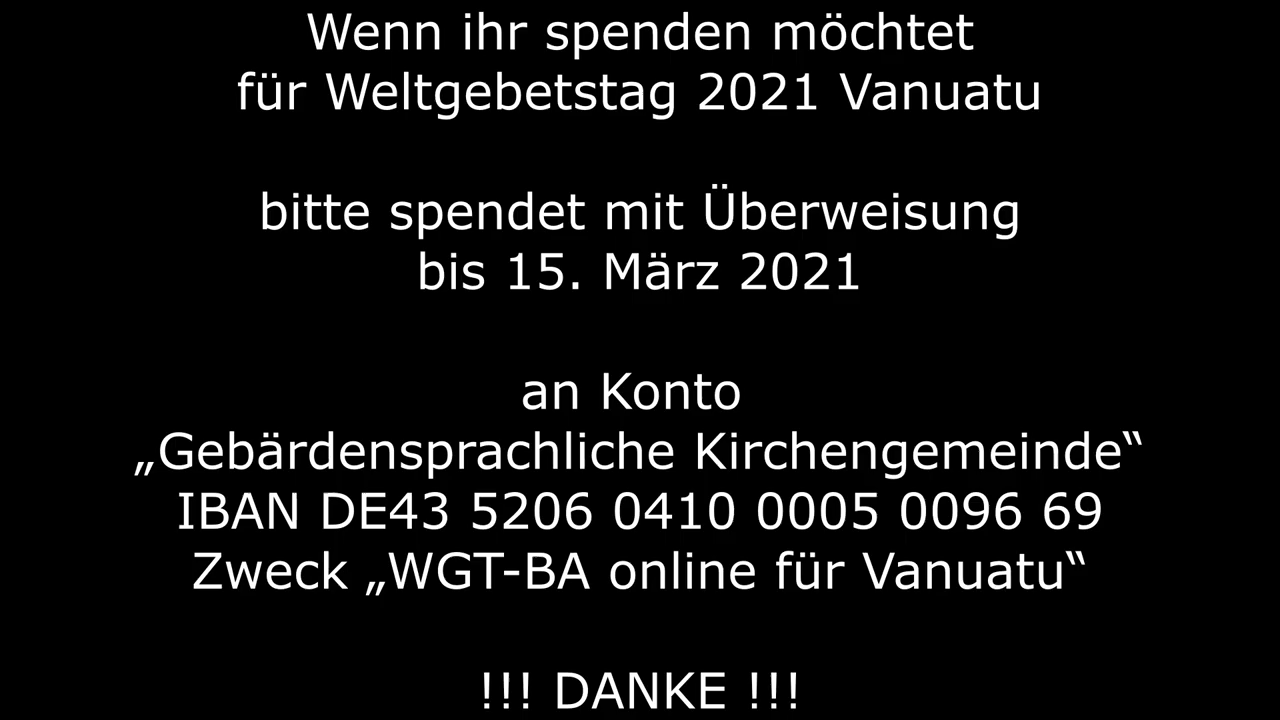 Wenn ihr spenden möchtet
für Weltgebetstag 2021 Vanuatu
bitte spendet mit Überweisung
bis 15. März 2021
an Konto
„Gebärdensprachliche Kirchengemeinde“
IBAN DE43 5206 0410 0005 0096 69
Zweck „WGT-BA online für Vanuatu“
!!! DANKE !!!